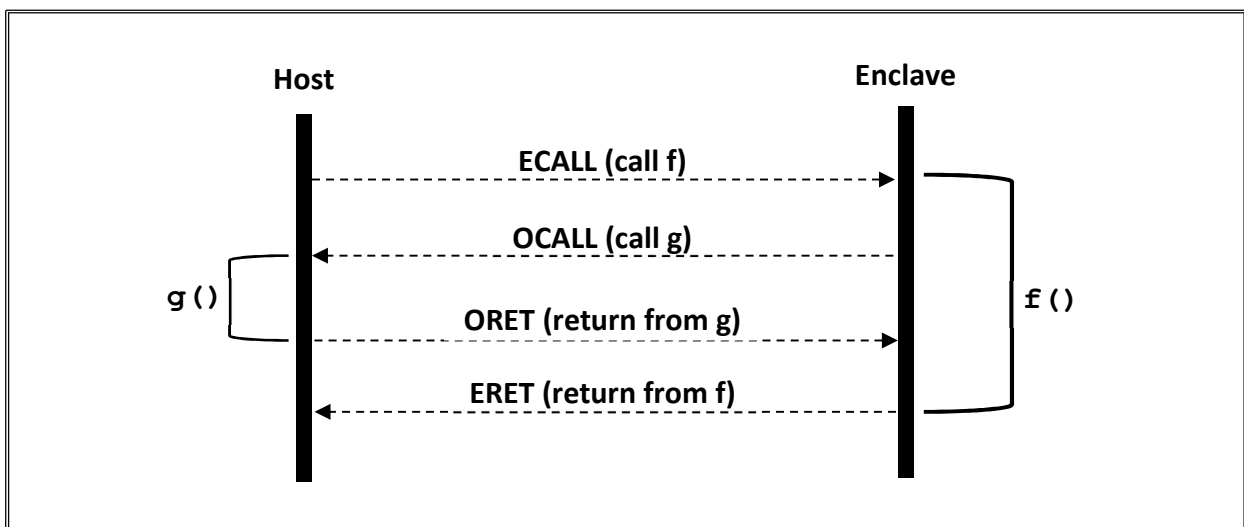 Host
Enclave
ECALL (call f)
OCALL (call g)
g()
f()
ORET (return from g)
ERET (return from f)